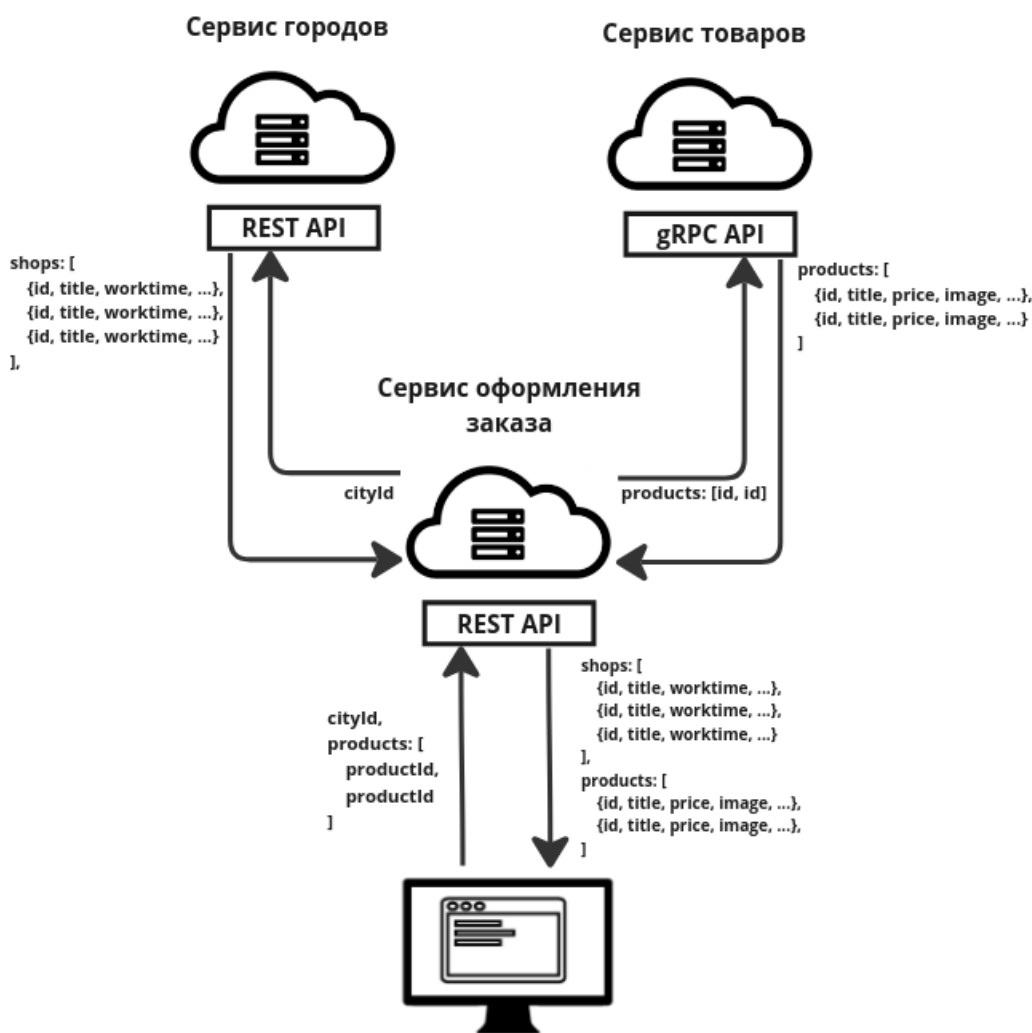 Сервис городов
Сервис товаров
REST API
gRPC API
shops: [
{id, title, worktime, ...},
{id, title, worktime, ...},
{id, title, worktime, ...}
],
products: [
{id, title, price, image, ...},
{id, title, price, image, ...}
]
Сервис оформления
заказа
cityId
products: [id, id]
REST API
cityId,
products: [
productId,
productId
]
shops: [
{id, title, worktime, ...},
{id, title, worktime, ...},
{id, title, worktime, ...}
],
products: [
{id, title, price, image, ...},
{id, title, price, image, ...},
]